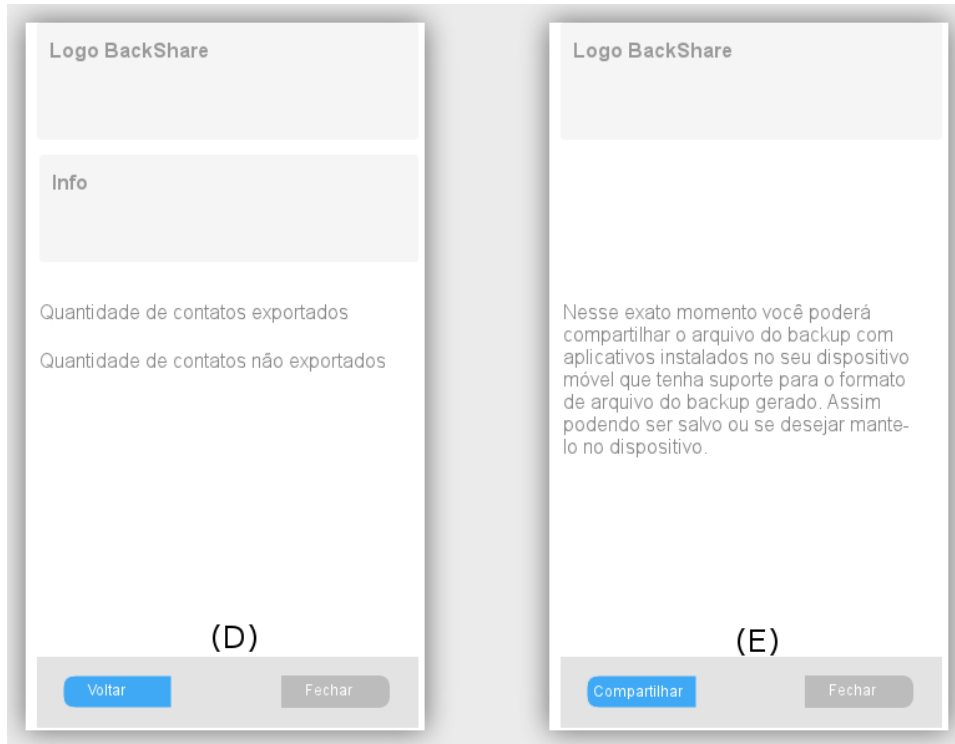 Logo BackShare
Info
Quantidade de contatos exportados
Quantidade de contatos não exportados
(D)
Voltar
Fechar
Logo BackShare
Nesse exato momento você poderá
compartilhar o arquivo do backup com
aplicativos instalados no seu dispositivo
móvel que tenha suporte para o formato
de arquivo do backup gerado. Assim
podendo ser salvo ou se desejar mante-
lo no dispositivo.
(E)
Compartilhar
Fechar